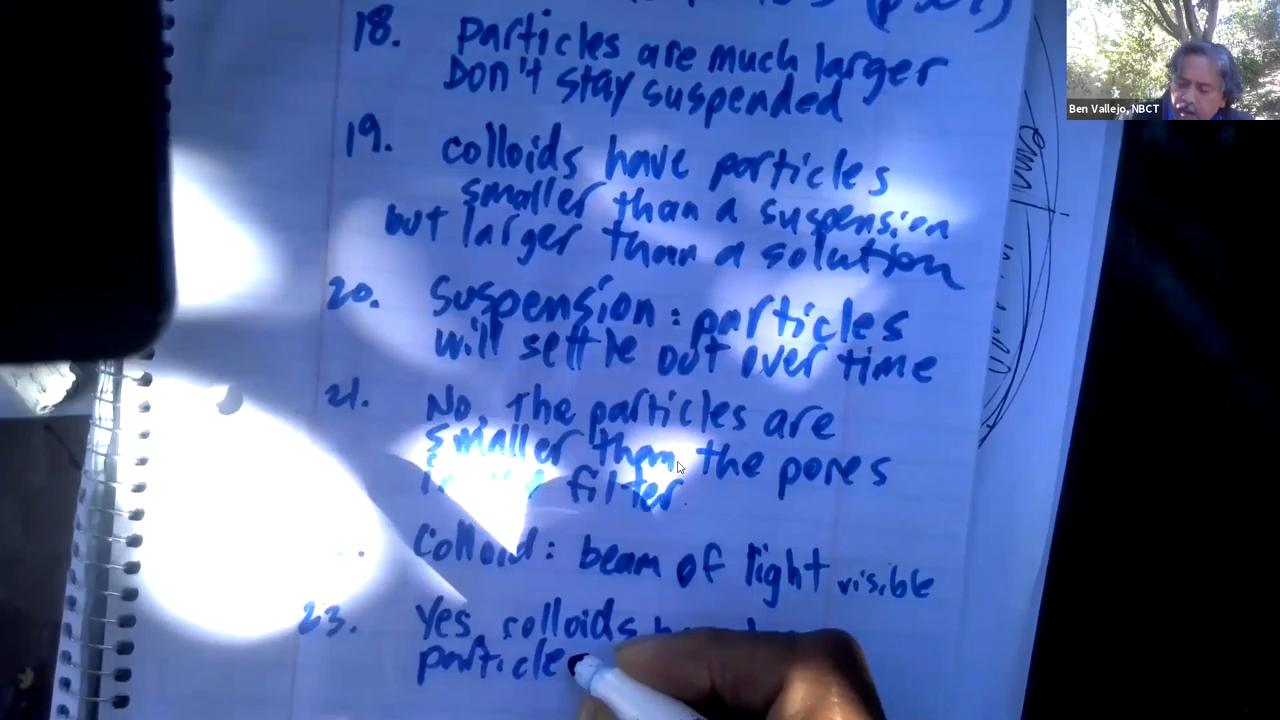 18. Particles are much larger
Don't stay suspended
19. colloids have particles
smaller than a suspension
but larger than a solution
20. Suspension: particles
will settle out over time
21. No, The particles are
smaller than the pores
filter
Colloid: beam of light visible
23. Yes, colloids
particle
Ben Vallejo, NBCT